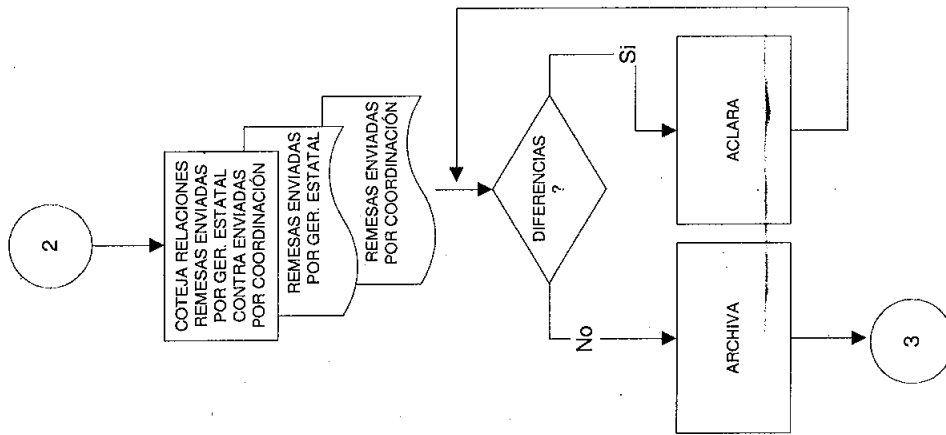 2
COTEJA RELACIONES
REMESAS ENVIADAS
POR GER. ESTATAL
CONTRA ENVIADAS
POR COORDINACIÓN
REMESAS ENVIADAS
POR GER. ESTATAL
REMESAS ENVIADAS
POR COORDINACIÓN
DIFERENCIAS
?
No
Si
ARCHIVA
ACLARA
3